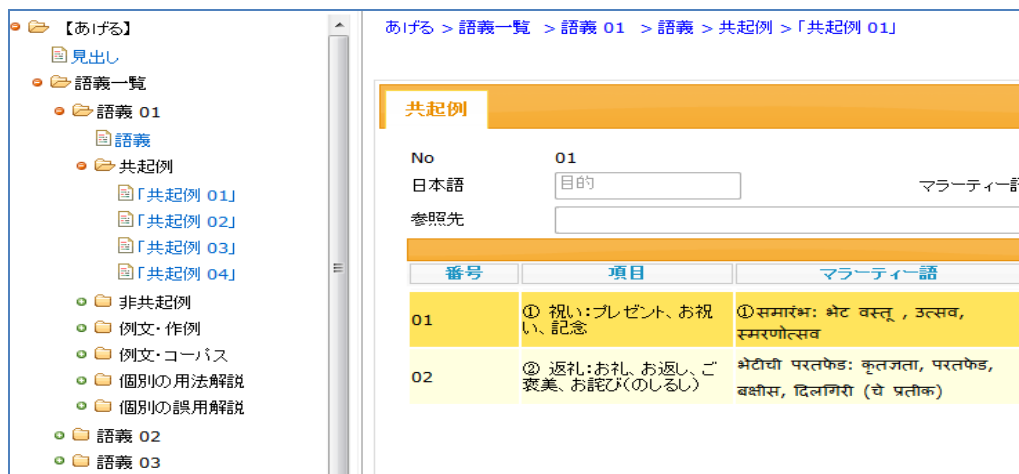 【あげる】
見出し
語義一覧
語義 01
語義
共起例
「共起例 01」
「共起例 02」
「共起例 03」
「共起例 04」
非共起例
例文・作例
例文・コーパス
個別の用法解説
個別の誤用解説
語義 02
語義 03
あげる > 語義一覧 > 語義 01 > 語義 > 共起例 > 「共起例 01」
共起例
No 01
日本語 目的 マラーティー語
参照先
番号 項目 マラーティー語
01 ① 祝い:プレゼント、お祝い、記念 ①समारंभ: भेट वस्तू , उत्सव, स्मरणोत्सव
02 ② 返礼:お礼、お返し、ご褒美、お詫び(のしるし) भेटीची परतफेड: कृतज्ञता, परतफेड, बक्षीस, दिलगिरी (चे प्रतीक)